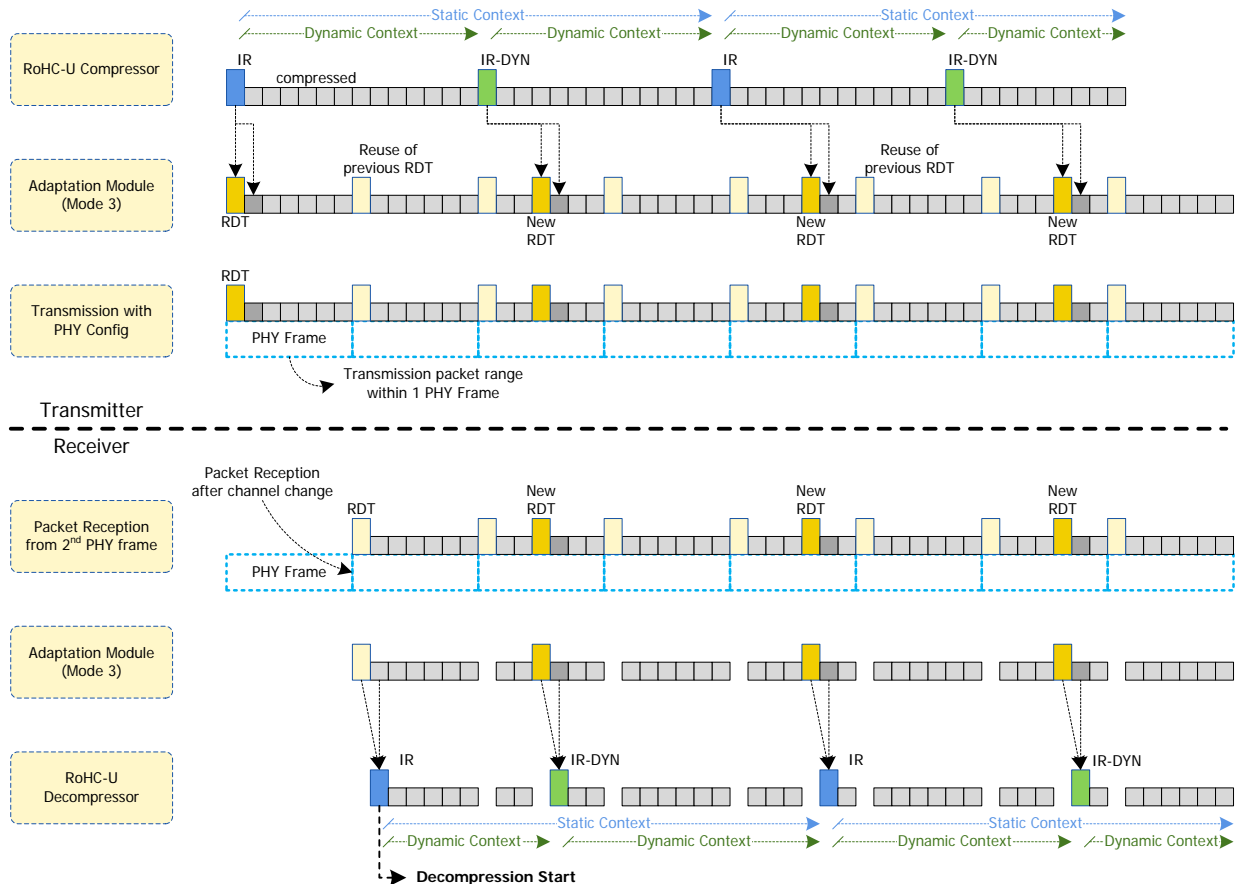 Static Context
Static Context
Dynamic Context
Dynamic Context
Dynamic Context
Dynamic Context
RoHC-U Compressor
IR
compressed
IR-DYN
IR
IR-DYN
Adaptation Module
(Mode 3)
Reuse of
previous RDT
Reuse of
previous RDT
RDT
New
RDT
New
RDT
New
RDT
Transmission with
PHY Config
RDT
PHY Frame
Transmission packet range
within 1 PHY Frame
Transmitter
Receiver
Packet Reception
after channel change
Packet Reception
from 2nd PHY frame
RDT
New
RDT
New
RDT
New
RDT
PHY Frame
Adaptation Module
(Mode 3)
RoHC-U
Decompressor
IR
IR-DYN
IR
IR-DYN
Static Context
Static Context
Dynamic Context
Dynamic Context
Dynamic Context
Dynamic Context
Decompression Start